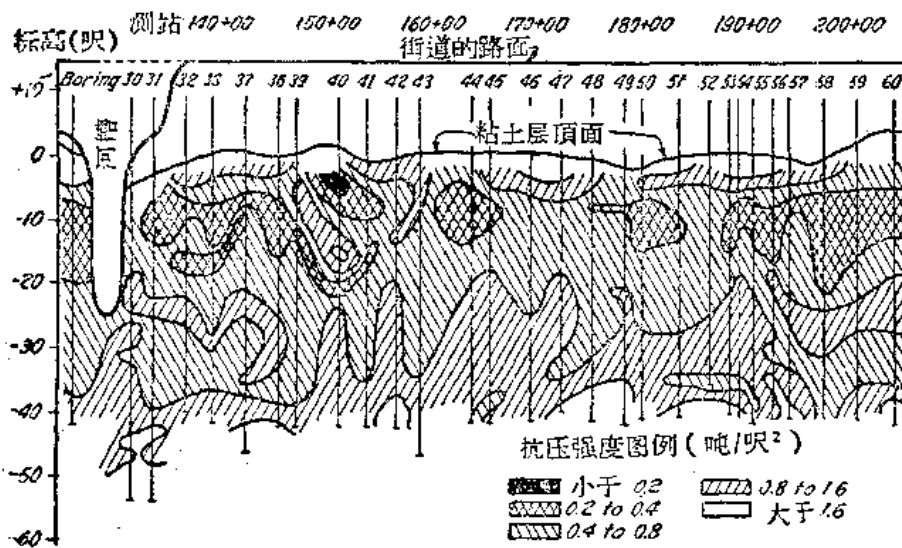 测站 140+00 150+00 160+00 170+00 180+00 190+00 200+00
标高(呎)
街道的路面
Boring 30 31 32 33 37 38 39 40 41 42 43 44 45 46 47 48 49 50 51 52 53 54 55 56 57 58 59 60
+10
0
-10
-20
-30
-40
-50
-60
河
粘土层頂面
抗压强度图例(吨/呎²)
小于 0.2
0.2 to 0.4
0.4 to 0.8
0.8 to 1.6
大于 1.6